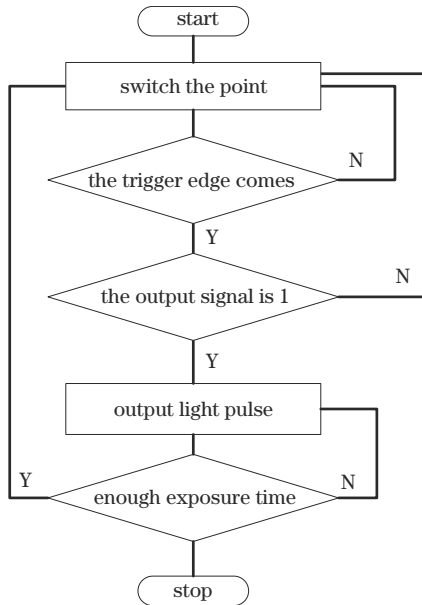 start
switch the point
N
the trigger edge comes
Y
N
the output signal is 1
Y
output light pulse
Y
N
enough exposure time
stop